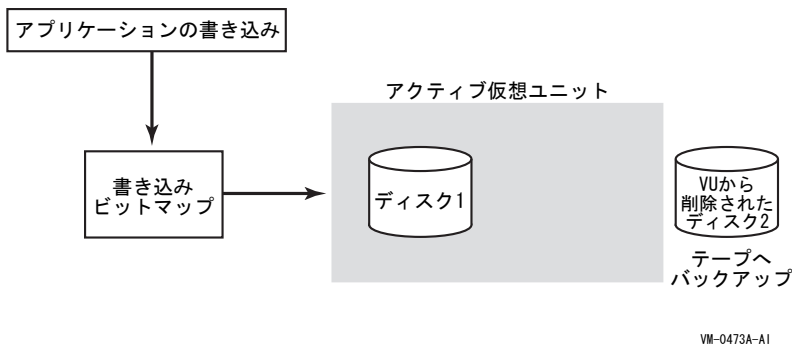 アプリケーションの書き込み
アクティブ仮想ユニット
書き込み
ビットマップ
ディスク1
VUから
削除された
ディスク2
テープへ
バックアップ
VM-0473A-AI